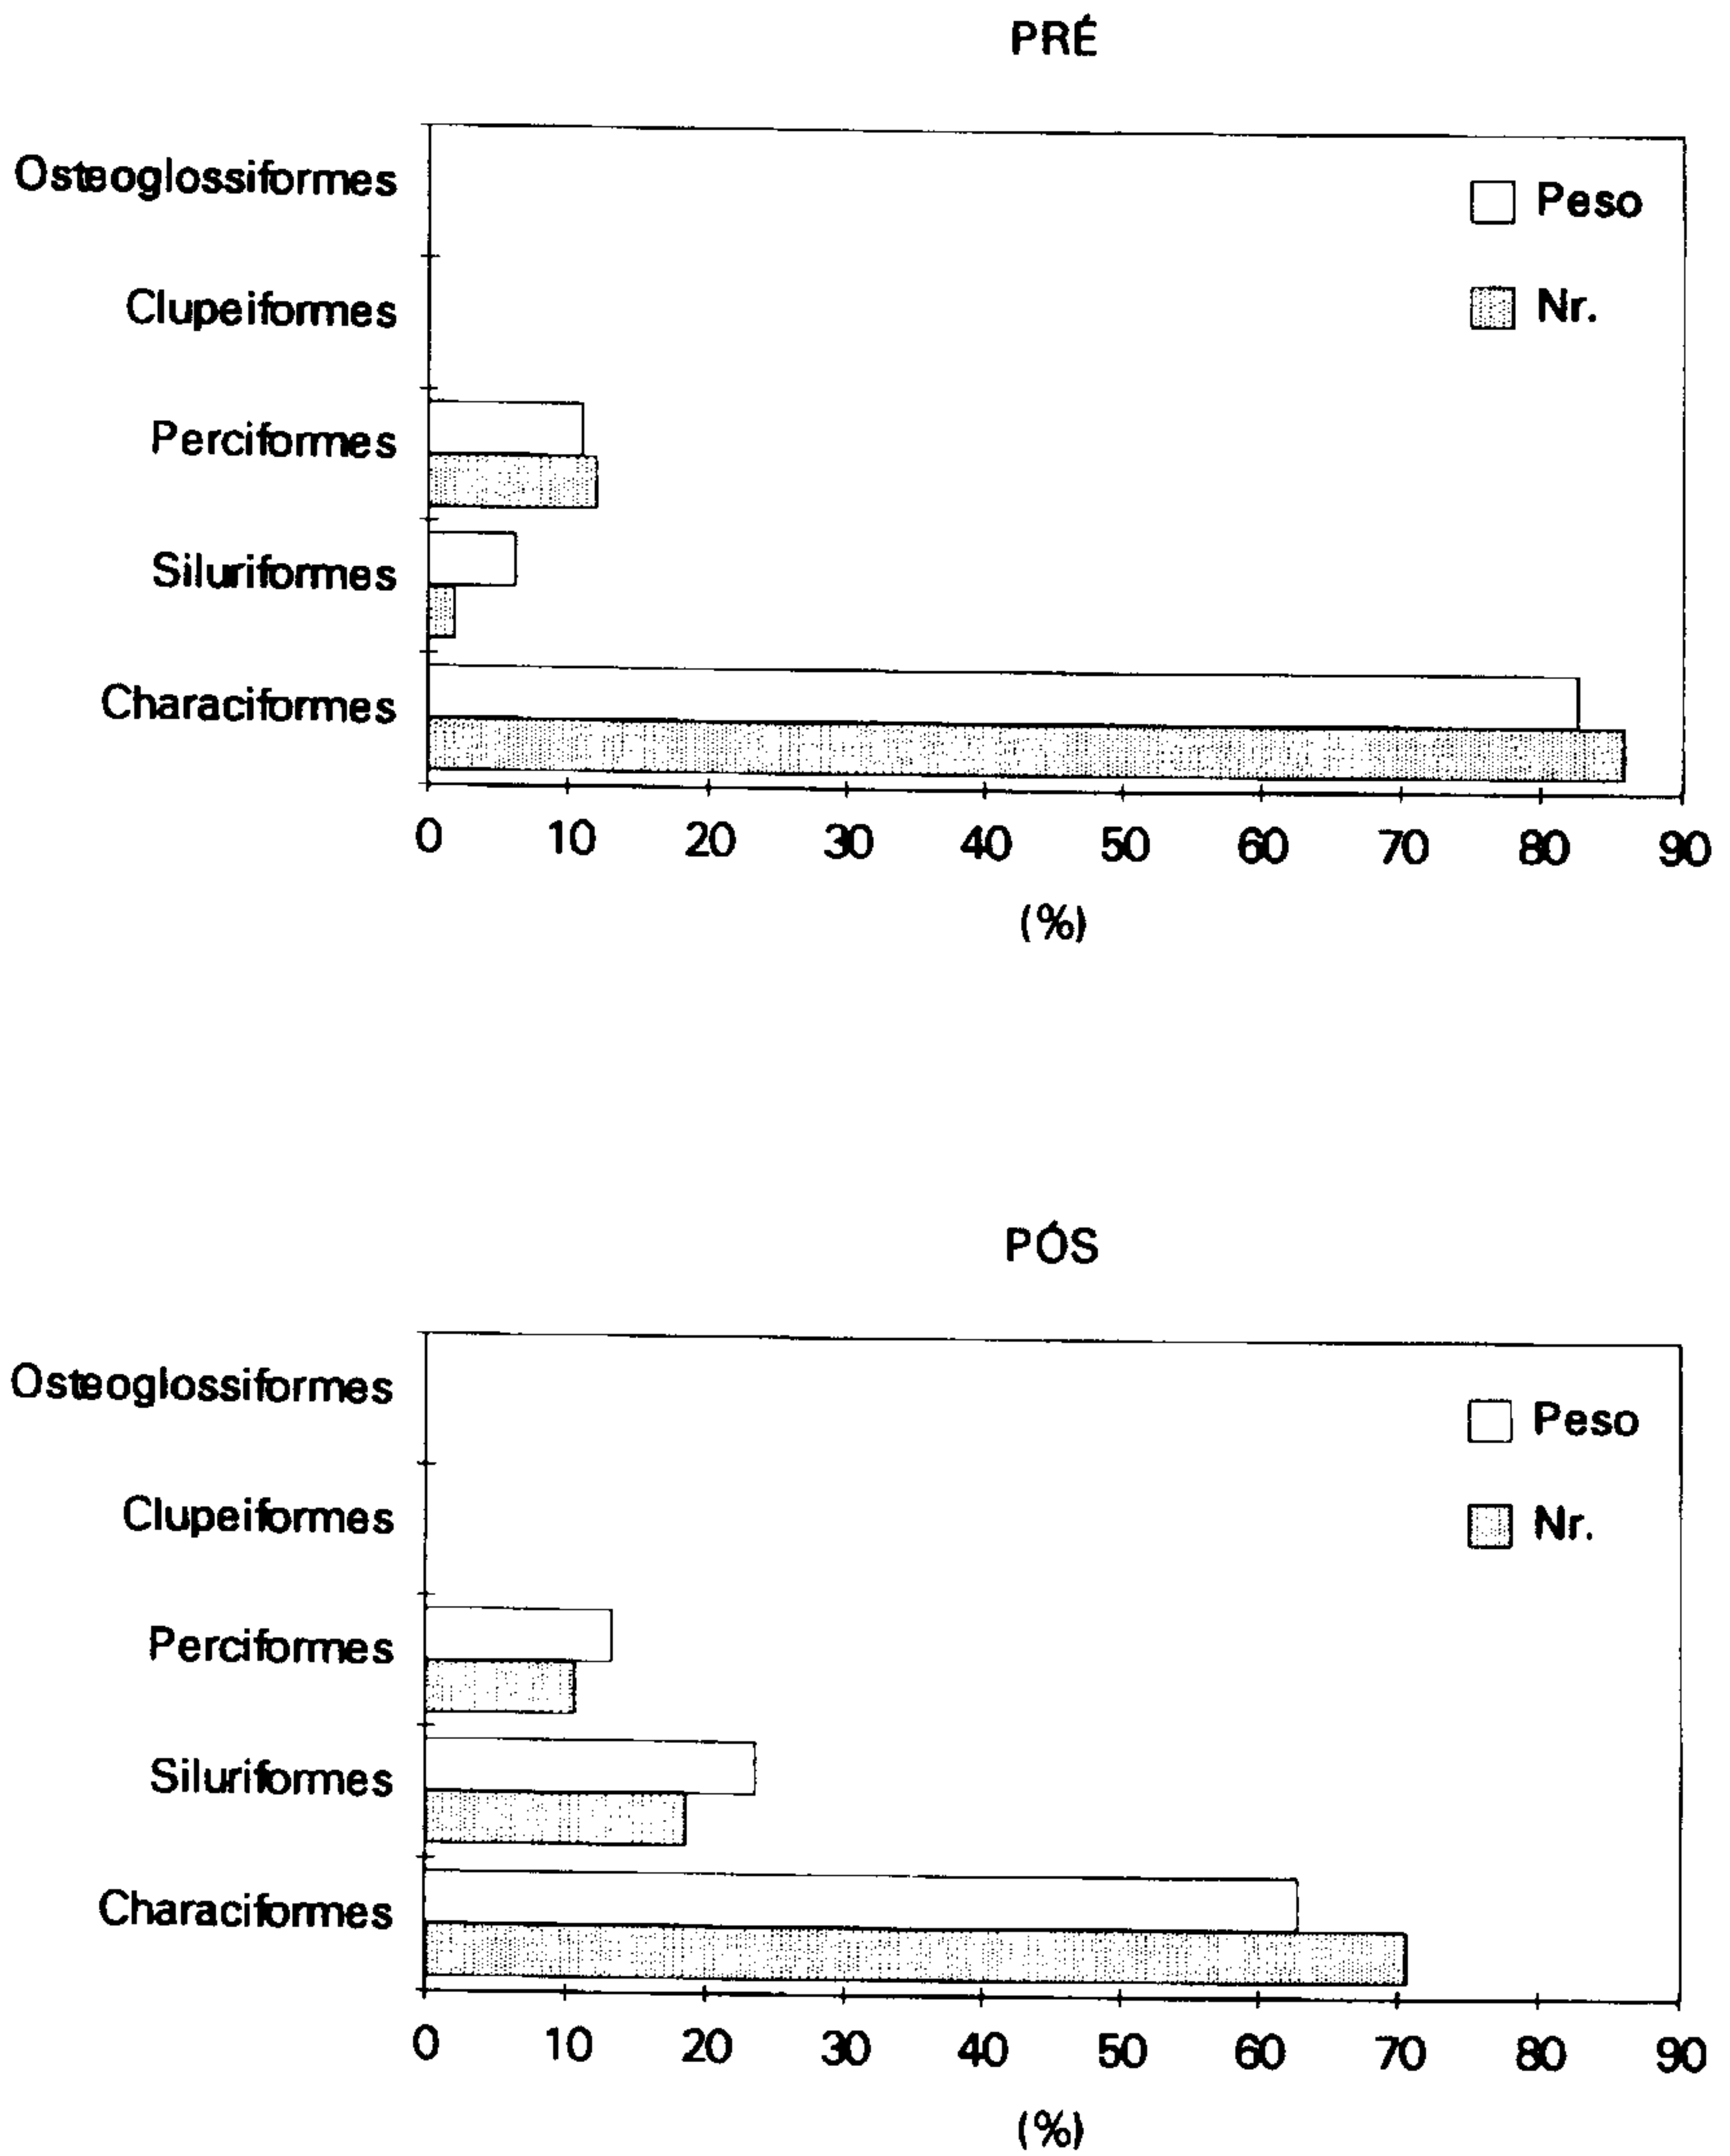 PRÉ
Osteoglossiformes
Clupeiformes
Perciformes
Siluriformes
Characiformes
Peso
Nr.
0 10 20 30 40 50 60 70 80 90
(%)
PÓS
Osteoglossiformes
Clupeiformes
Perciformes
Siluriformes
Characiformes
Peso
Nr.
0 10 20 30 40 50 60 70 80 90
(%)